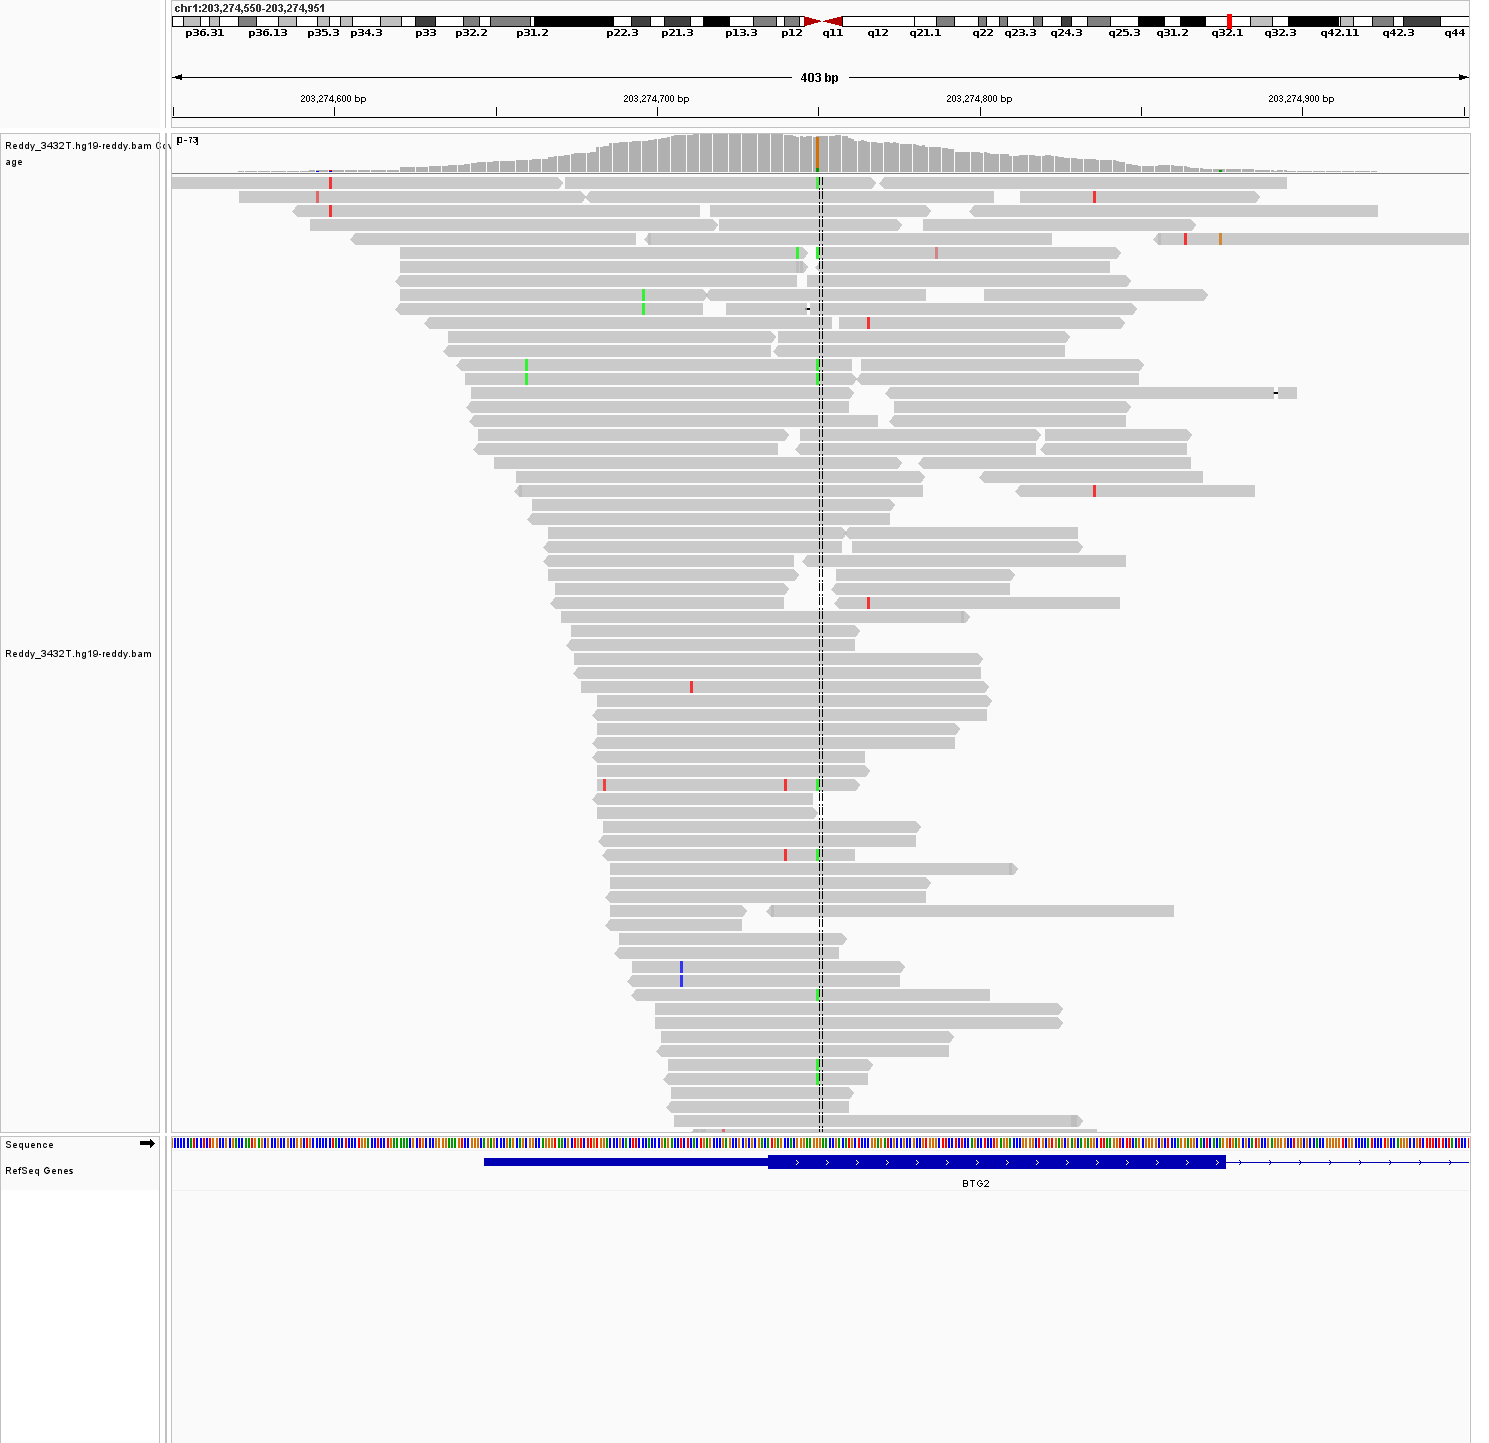 chr1:203,274,550-203,274,951
p36.31 p36.13 p35.3 p34.3 p33 p32.2 p31.2 p22.3 p21.3 p13.3 p12 q11 q12 q21.1 q22 q23.3 q24.3 q25.3 q31.2 q32.1 q32.3 q42.11 q42.3 q44
403 bp
203,274,600 bp 203,274,700 bp 203,274,800 bp 203,274,900 bp
[0-73]
Reddy_3432T.hg19-reddy.bam Cov
age
Reddy_3432T.hg19-reddy.bam
Sequence
RefSeq Genes
BTG2